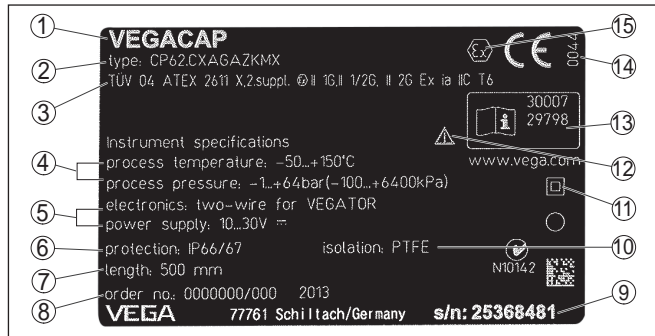 VEGACAP
type: CP62.CXAGAZKMX
TÜV 04 ATEX 2611 X,2.suppl. Ex II 1G,II 1/2G, II 2G Ex ia IIC T6
Ex CE 0044
30007
29798
i
www.vega.com
Instrument specifications
process temperature: -50...+150°C
process pressure: -1...+64bar(-100...+6400kPa)
electronics: two-wire for VEGATOR
power supply: 10...30V ⎓
protection: IP66/67 isolation: PTFE
length: 500 mm
N10142
order no.: 0000000/000 2013
VEGA 77761 Schiltach/Germany s/n: 25368481
1
2
3
4
5
6
7
8
9
10
11
12
13
14
15